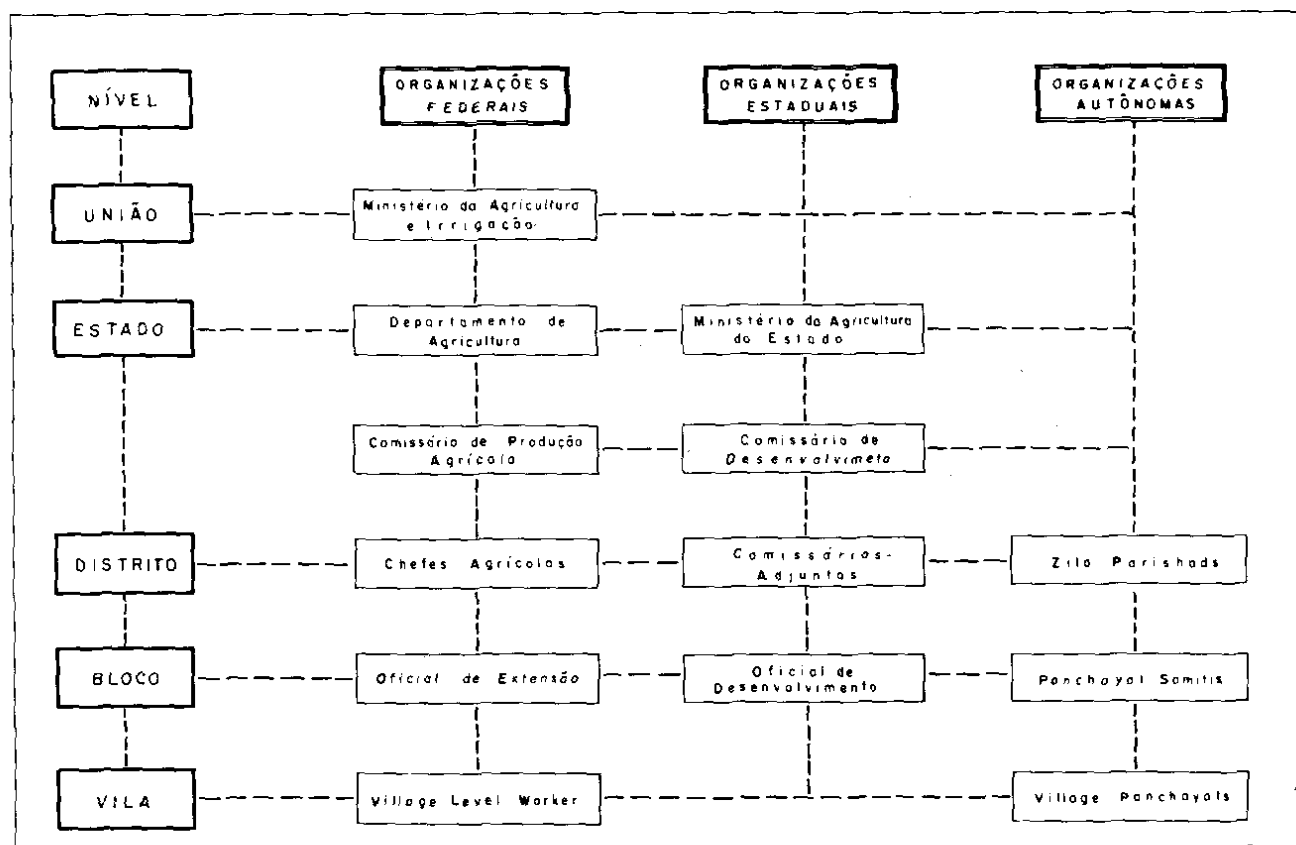 NÍVEL
ORGANIZAÇÕES
FEDERAIS
ORGANIZAÇÕES
ESTADUAIS
ORGANIZAÇÕES
AUTÔNOMAS
UNIÃO
Ministério da Agricultura
e Irrigação
ESTADO
Departamento de
Agricultura
Ministério da Agricultura
do Estado
Comissário de Produção
Agrícola
Comissário de
Desenvolvimeto
DISTRITO
Chefes Agrícolas
Comissários-
Adjuntos
Zila Parishads
BLOCO
Oficial de Extensão
Oficial de
Desenvolvimento
Panchayal Samitis
VILA
Village Level Worker
Village Panchayats